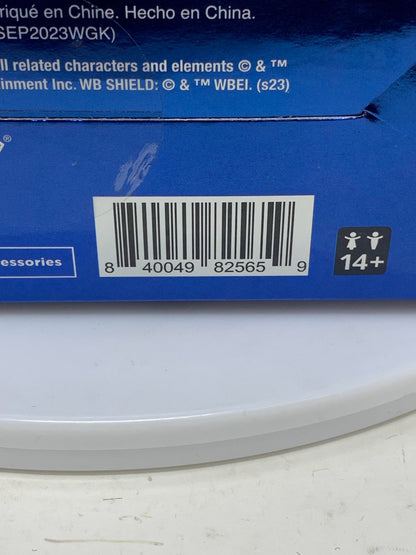 riqué en Chine. Hecho en China.
SEP2023WGK)
ll related characters and elements © & ™
inment Inc. WB SHIELD: © & ™ WBEI. (s23)
®
essories
8 40049 82565 9
14+